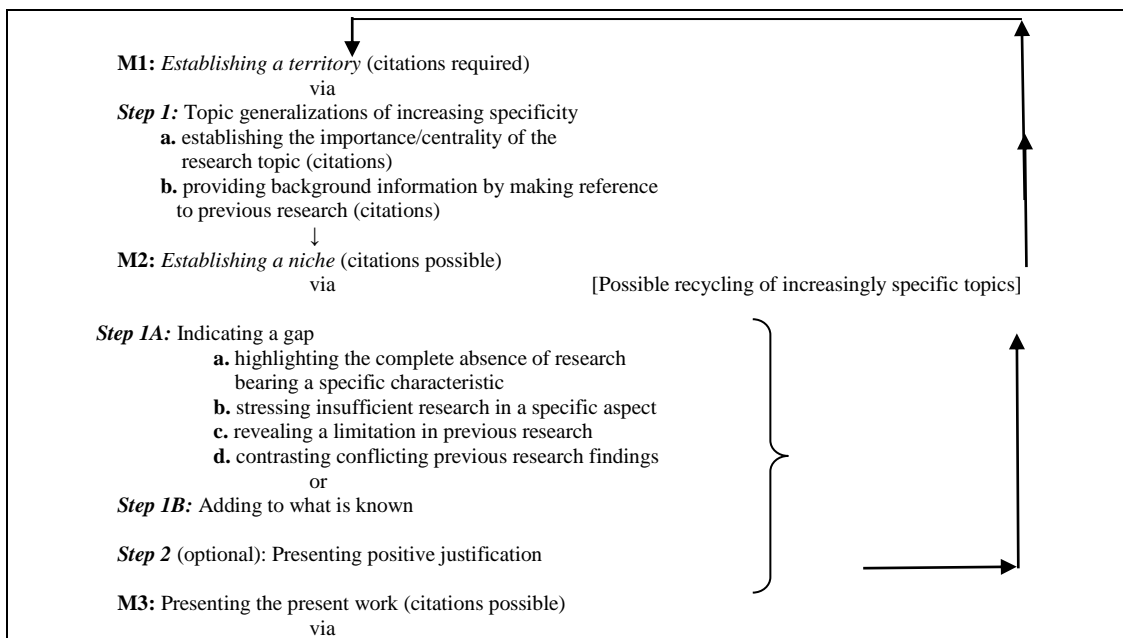 M1: Establishing a territory (citations required)
via
Step 1: Topic generalizations of increasing specificity
a. establishing the importance/centrality of the
research topic (citations)
b. providing background information by making reference
to previous research (citations)
↓
M2: Establishing a niche (citations possible)
via
[Possible recycling of increasingly specific topics]
Step 1A: Indicating a gap
a. highlighting the complete absence of research
bearing a specific characteristic
b. stressing insufficient research in a specific aspect
c. revealing a limitation in previous research
d. contrasting conflicting previous research findings
or
Step 1B: Adding to what is known
Step 2 (optional): Presenting positive justification
M3: Presenting the present work (citations possible)
via